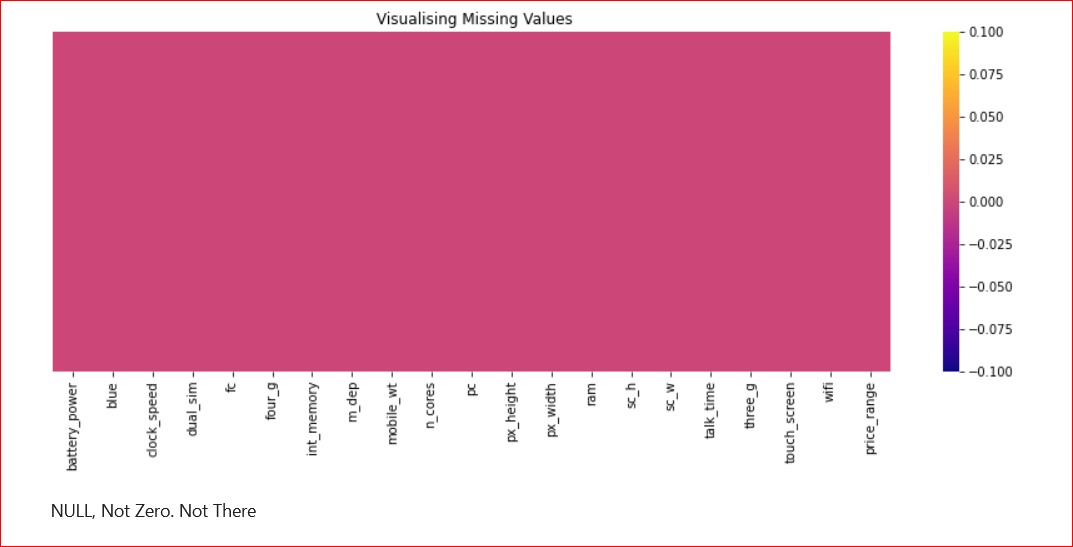 Visualising Missing Values
0.100
0.075
0.050
0.025
0.000
−0.025
−0.050
−0.075
−0.100
battery_power
blue
clock_speed
dual_sim
fc
four_g
int_memory
m_dep
mobile_wt
n_cores
pc
px_height
px_width
ram
sc_h
sc_w
talk_time
three_g
touch_screen
wifi
price_range
NULL, Not Zero. Not There